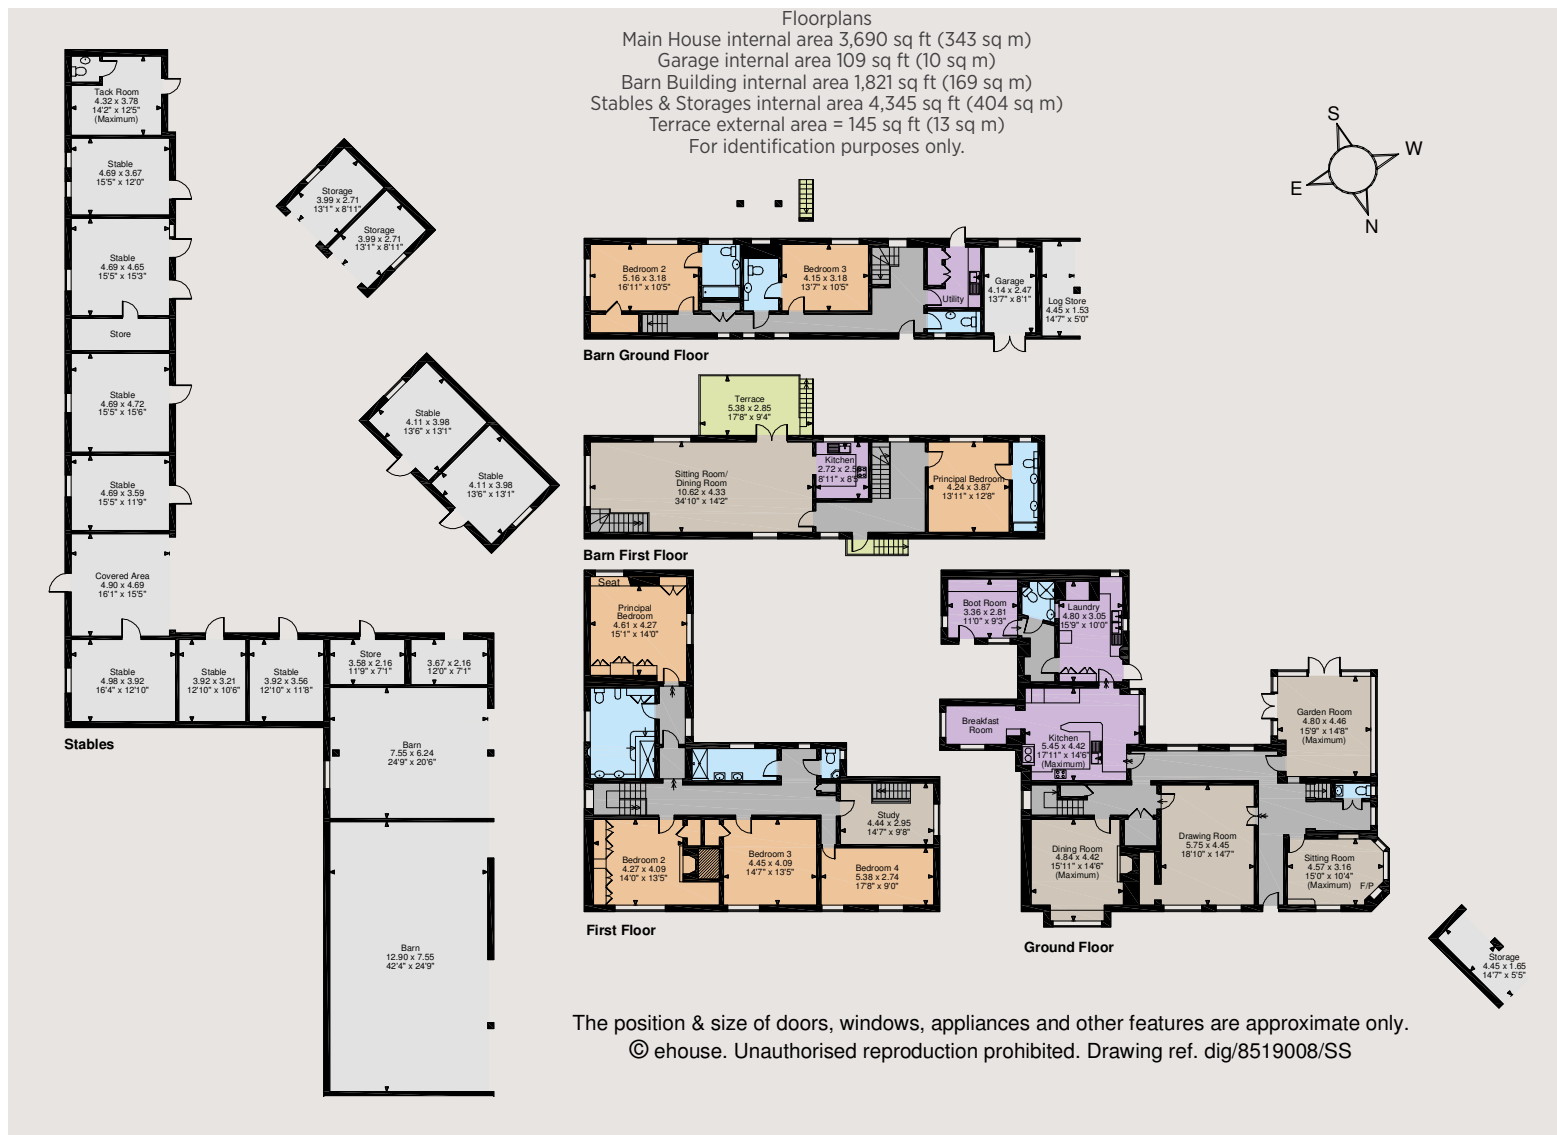 Floorplans
Main House internal area 3,690 sq ft (343 sq m)
Garage internal area 109 sq ft (10 sq m)
Barn Building internal area 1,821 sq ft (169 sq m)
Stables & Storages internal area 4,345 sq ft (404 sq m)
Terrace external area = 145 sq ft (13 sq m)
For identification purposes only.
S
W
E
N
Tack Room
4.32 x 3.78
14'2" x 12'5"
(Maximum)
Stable
4.69 x 3.67
15'5" x 12'0"
Stable
4.69 x 4.65
15'5" x 15'3"
Store
Stable
4.69 x 4.72
15'5" x 15'6"
Stable
4.69 x 3.59
15'5" x 11'9"
Covered Area
4.90 x 4.69
16'1" x 15'5"
Stable
4.98 x 3.92
16'4" x 12'10"
Stable
3.92 x 3.21
12'10" x 10'6"
Stable
3.92 x 3.56
12'10" x 11'8"
Store
3.58 x 2.16
11'9" x 7'1"
3.67 x 2.16
12'0" x 7'1"
Barn
7.55 x 6.24
24'9" x 20'6"
Barn
12.90 x 7.55
42'4" x 24'9"
Stables
Storage
3.99 x 2.71
13'1" x 8'11"
Storage
3.99 x 2.71
13'1" x 8'11"
Stable
4.11 x 3.98
13'6" x 13'1"
Stable
4.11 x 3.98
13'6" x 13'1"
Bedroom 2
5.16 x 3.18
16'11" x 10'5"
Bedroom 3
4.15 x 3.18
13'7" x 10'5"
Utility
Garage
4.14 x 2.47
13'7" x 8'1"
Log Store
4.45 x 1.53
14'7" x 5'0"
Barn Ground Floor
Terrace
5.38 x 2.85
17'8" x 9'4"
Sitting Room/
Dining Room
10.62 x 4.33
34'10" x 14'2"
Kitchen
2.72 x
8'11" x
Principal Bedroom
4.24 x 3.87
13'11" x 12'8"
Barn First Floor
Seat
Principal
Bedroom
4.61 x 4.27
15'1" x 14'0"
Study
4.44 x 2.95
14'7" x 9'8"
Bedroom 2
4.27 x 4.09
14'0" x 13'5"
Bedroom 3
4.45 x 4.09
14'7" x 13'5"
Bedroom 4
5.38 x 2.74
17'8" x 9'0"
First Floor
Boot Room
3.36 x 2.81
11'0" x 9'3"
Laundry
4.80 x 3.05
15'9" x 10'0"
Breakfast
Room
Kitchen
5.45 x 4.42
17'11" x 14'6"
(Maximum)
Garden Room
4.80 x 4.46
15'9" x 14'8"
(Maximum)
Dining Room
4.84 x 4.42
15'11" x 14'6"
(Maximum)
Drawing Room
5.75 x 4.45
18'10" x 14'7"
Sitting Room
4.57 x 3.16
15'0" x 10'4"
(Maximum)
F/P
Ground Floor
Storage
4.45 x 1.65
14'7" x 5'5"
The position & size of doors, windows, appliances and other features are approximate only.
© ehouse. Unauthorised reproduction prohibited. Drawing ref. dig/8519008/SS